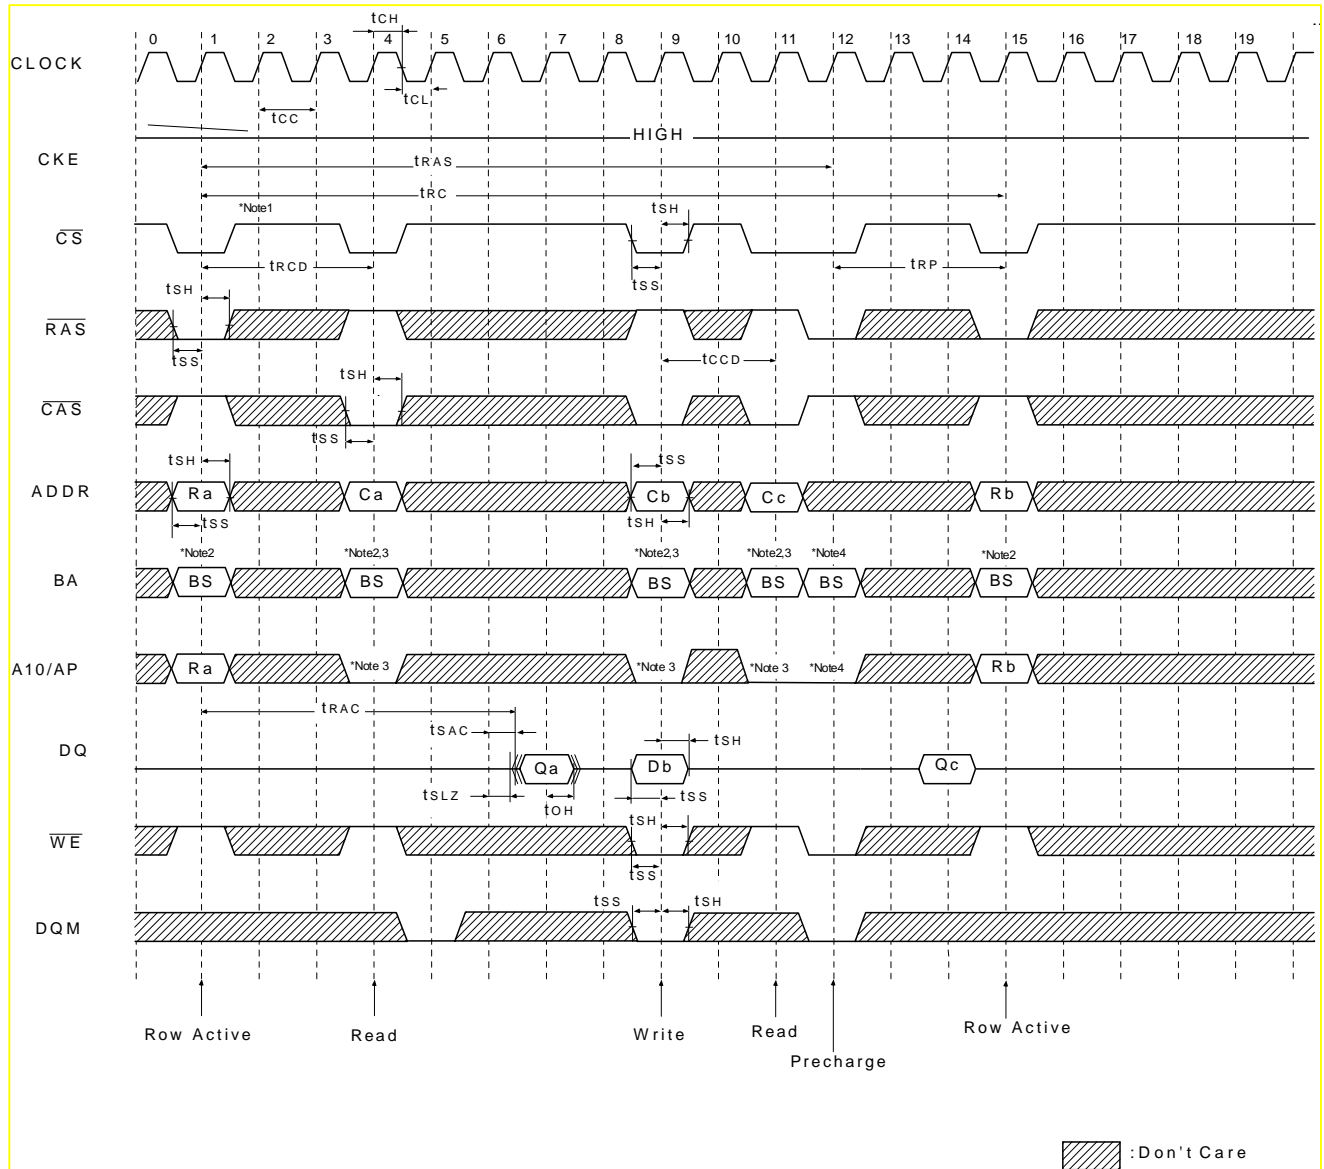 tCH
0 1 2 3 4 5 6 7 8 9 10 11 12 13 14 15 16 17 18 19
CLOCK
tCL
tCC
HIGH
CKE
tRAS
tRC
*Note1
tSH
CS
tRCD
tRP
tSS
tSH
RAS
tSS
tCCD
tSH
CAS
tSS
tSH
tSS
ADDR
Ra Ca Cb Cc Rb
tSS
tSH
*Note2 *Note2,3 *Note2,3 *Note2,3 *Note4 *Note2
BA
BS BS BS BS BS BS
A10/AP
Ra *Note 3 *Note 3 *Note 3 *Note4 Rb
tRAC
tSAC
tSH
DQ
Qa Db Qc
tSLZ
tOH
tSS
tSH
WE
tSS
tSS
tSH
DQM
Row Active Read Write Read Row Active
Precharge
:Don't Care